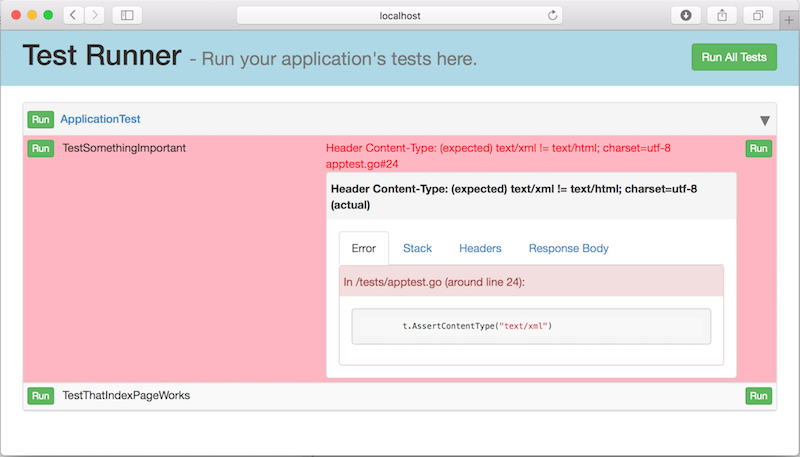 localhost
Test Runner - Run your application's tests here.
Run All Tests
Run ApplicationTest
Run TestSomethingImportant
Header Content-Type: (expected) text/xml != text/html; charset=utf-8
apptest.go#24
Run
Header Content-Type: (expected) text/xml != text/html; charset=utf-8
(actual)
Error Stack Headers Response Body
In /tests/apptest.go (around line 24):
t.AssertContentType("text/xml")
Run TestThatIndexPageWorks Run